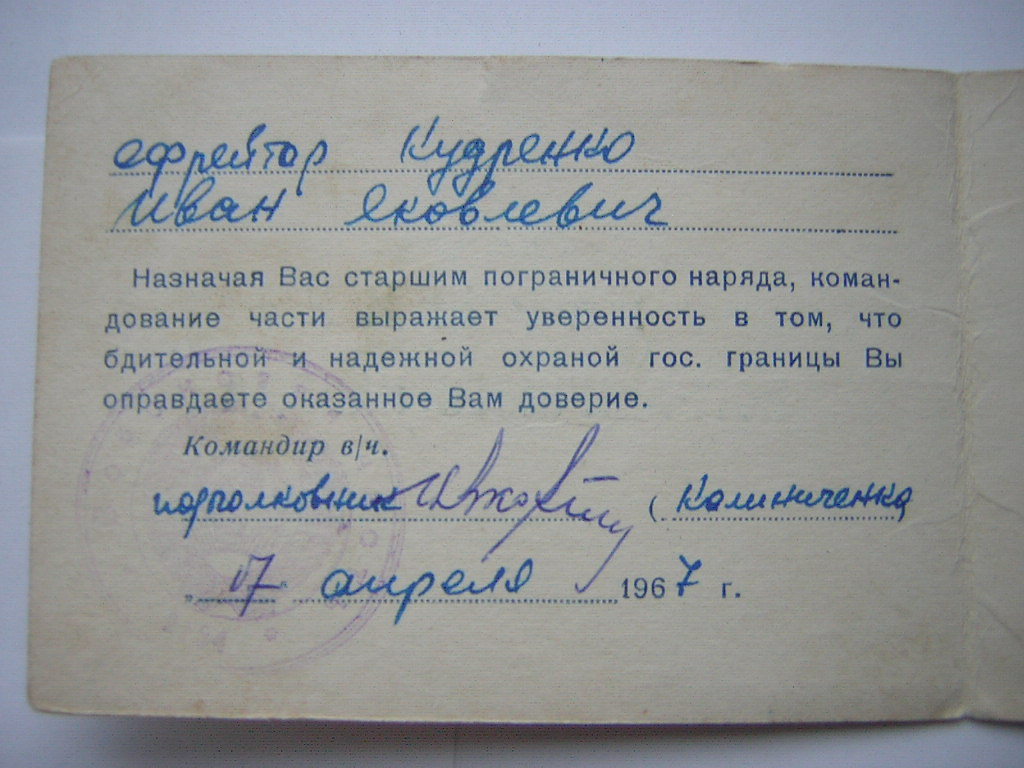 ефрейтор Кудренко
Иван Яковлевич
Назначая Вас старшим пограничного наряда, коман-
дование части выражает уверенность в том, что
бдительной и надежной охраной гос. границы Вы
оправдаете оказанное Вам доверие.
Командир в/ч.
подполковник ( Калиниченко
„17" апреля 1967 г.